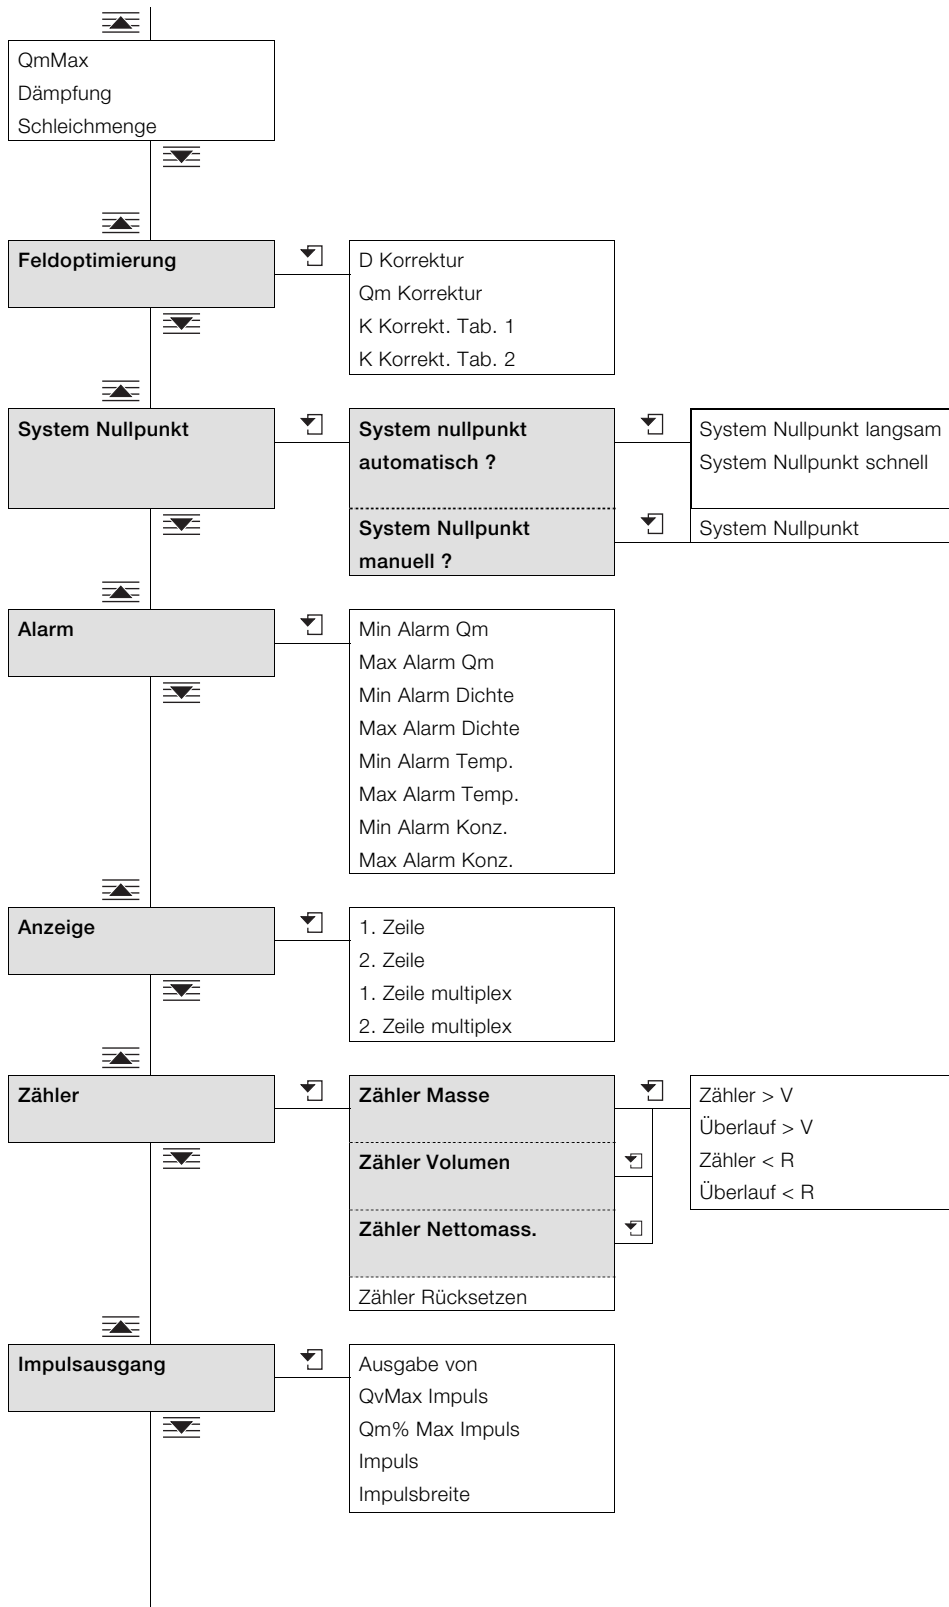 QmMax
Dämpfung
Schleichmenge
Feldoptimierung
D Korrektur
Qm Korrektur
K Korrekt. Tab. 1
K Korrekt. Tab. 2
System Nullpunkt
System nullpunkt
automatisch ?
System Nullpunkt langsam
System Nullpunkt schnell
System Nullpunkt
manuell ?
System Nullpunkt
Alarm
Min Alarm Qm
Max Alarm Qm
Min Alarm Dichte
Max Alarm Dichte
Min Alarm Temp.
Max Alarm Temp.
Min Alarm Konz.
Max Alarm Konz.
Anzeige
1. Zeile
2. Zeile
1. Zeile multiplex
2. Zeile multiplex
Zähler
Zähler Masse
Zähler Volumen
Zähler Nettomass.
Zähler Rücksetzen
Zähler > V
Überlauf > V
Zähler < R
Überlauf < R
Impulsausgang
Ausgabe von
QvMax Impuls
Qm% Max Impuls
Impuls
Impulsbreite